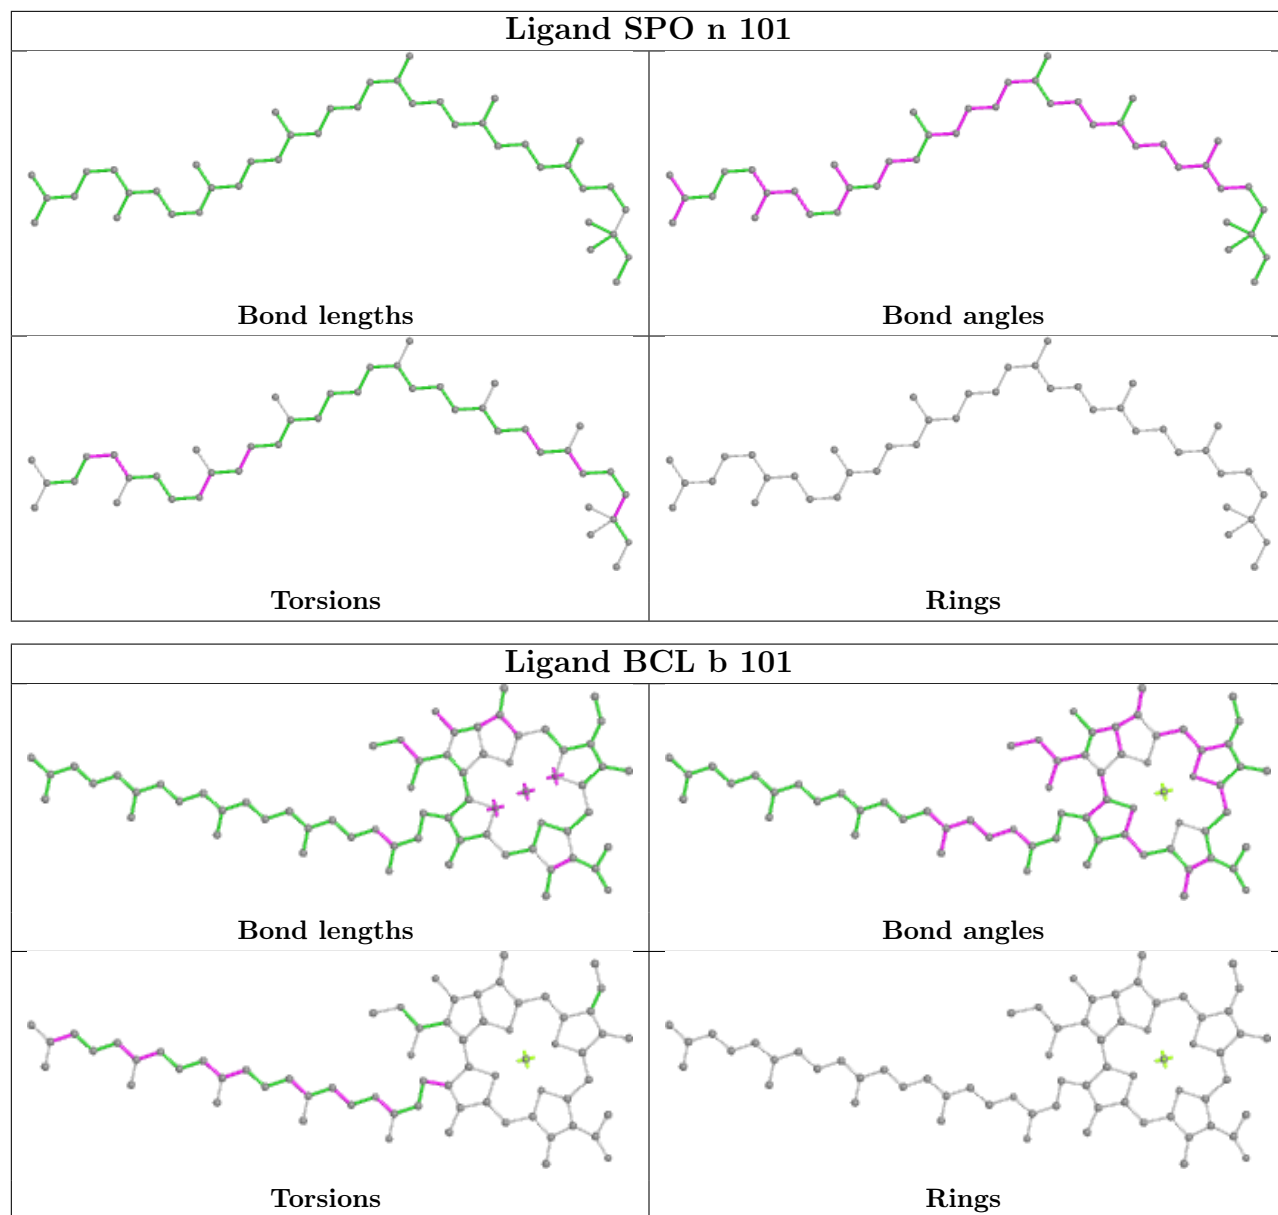 Ligand SPO n 101
Bond lengths
Bond angles
Torsions
Rings
Ligand BCL b 101
Bond lengths
Bond angles
Torsions
Rings